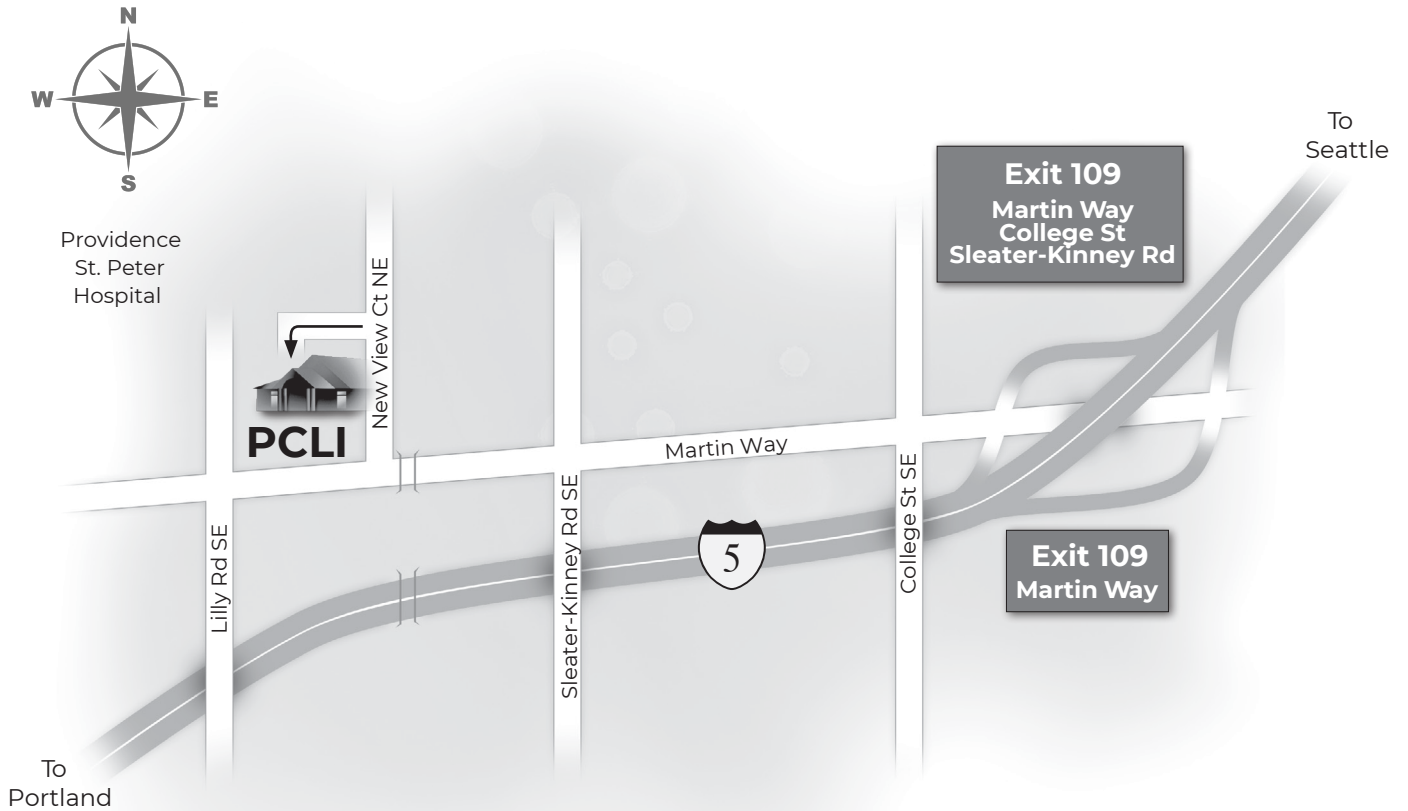 N
W
E
S
To
Seattle
Exit 109
Martin Way
College St
Sleater-Kinney Rd
Providence
St. Peter
Hospital
New View Ct NE
PCLI
Martin Way
Lilly Rd SE
Sleater-Kinney Rd SE
College St SE
5
Exit 109
Martin Way
To
Portland